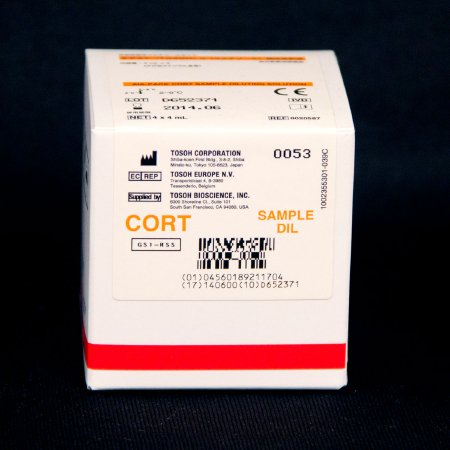 AIA-PACK CORT SAMPLE DILUTING SOLUTION
2-8°C
LOT D652371
IVD
2014.06
NET 4 x 4 mL
REF 0020587
TOSOH CORPORATION
Shiba-koen First Bldg., 3-8-2, Shiba
Minato-ku, Tokyo 105-8623, Japan
0053
EC REP TOSOH EUROPE N.V.
Transportstraat 4, B-3980
Tessenderlo, Belgium
Supplied by TOSOH BIOSCIENCE, INC.
6000 Shoreline Ct., Suite 101
South San Francisco, CA 94080, USA
1002355301-039C
CORT
SAMPLE
DIL
GS1-RSS
(01)04560189211704
(17)140600(10)D652371